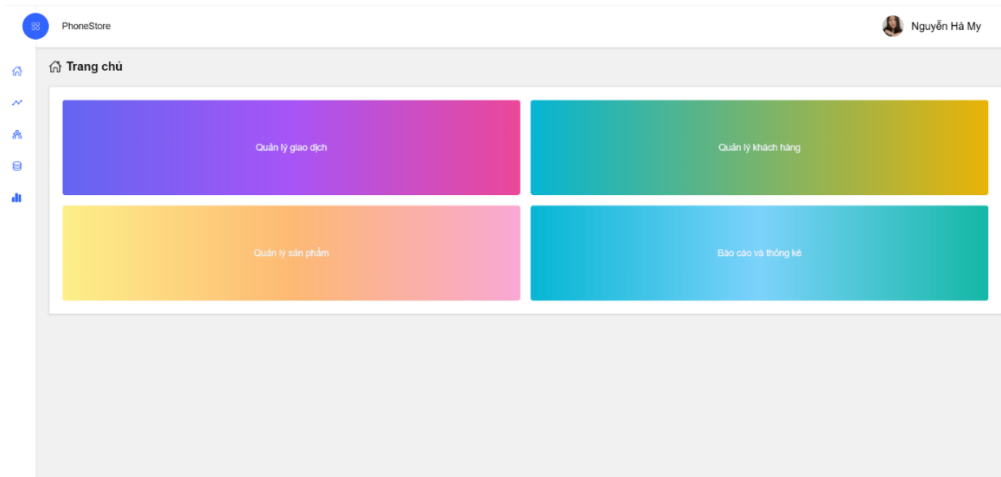 PhoneStore
Nguyễn Hà My
Trang chủ
Quản lý giao dịch
Quản lý khách hàng
Quản lý sản phẩm
Báo cáo và thống kê